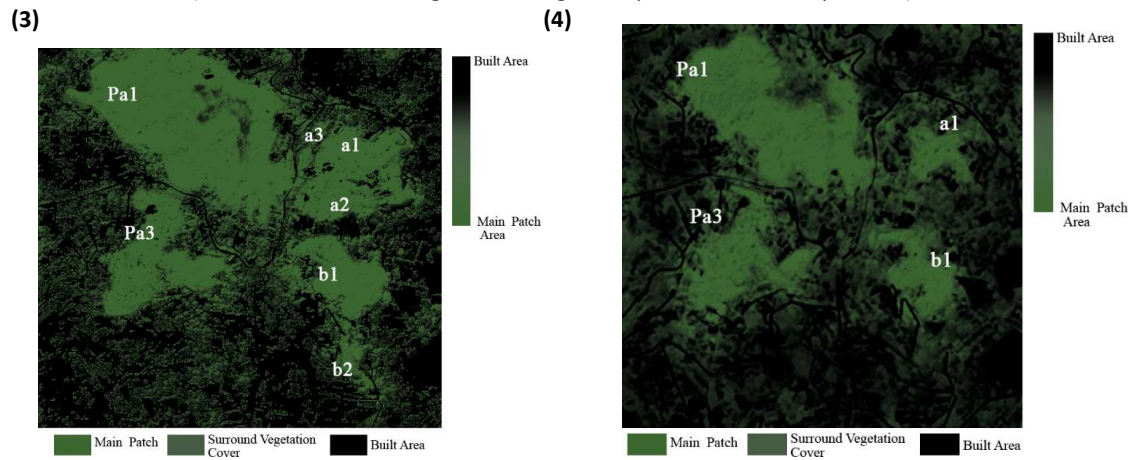 (3)
Pa1
a3
a1
a2
Pa3
b1
b2
Built Area
Main Patch
Area
Main Patch
Surround Vegetation
Cover
Built Area
(4)
Pa1
a1
Pa3
b1
Built Area
Main Patch
Area
Main Patch
Surround Vegetation
Cover
Built Area